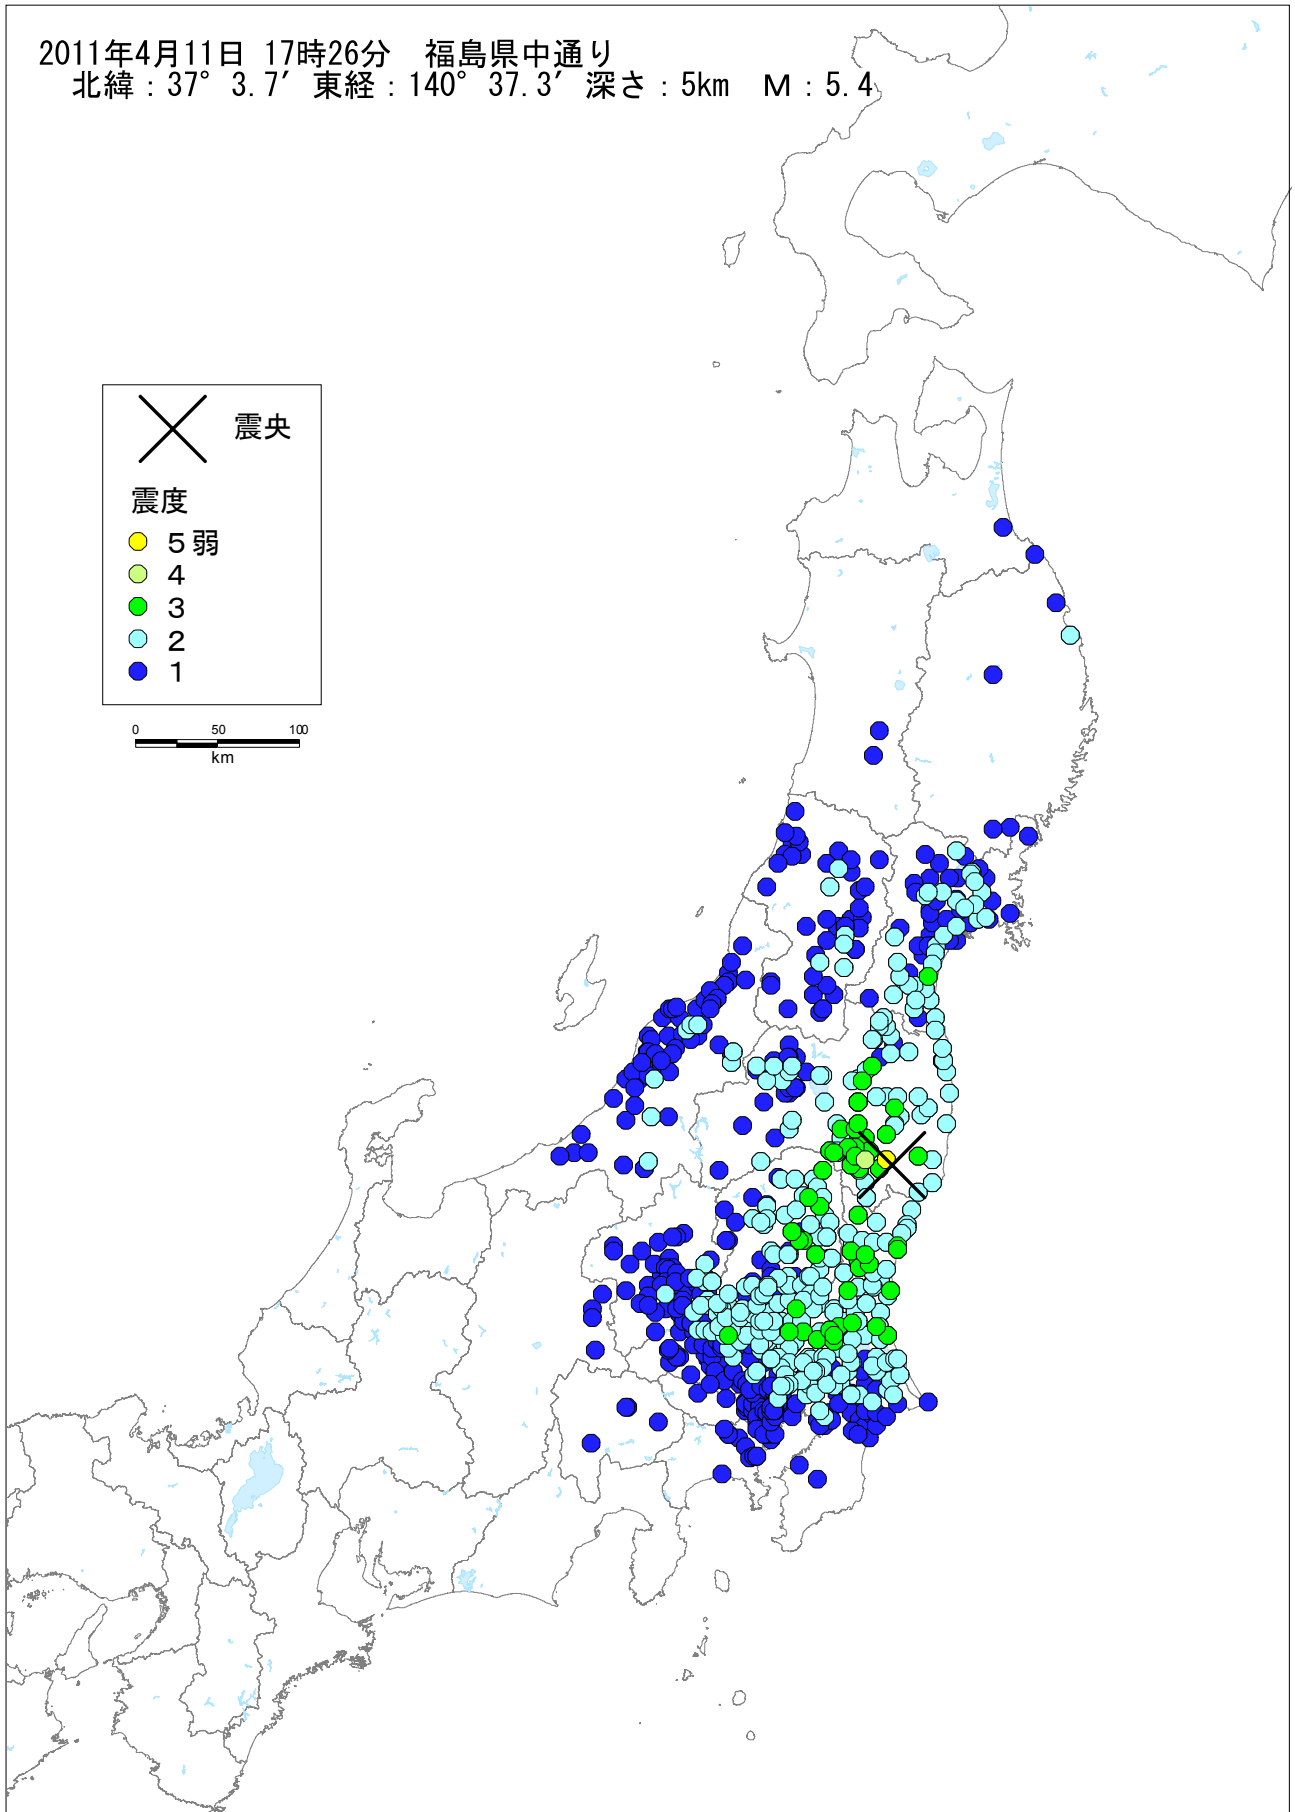 2011年4月11日 17時26分 福島県中通り
北緯：37° 3.7′ 東経：140° 37.3′ 深さ：5km Ｍ：5.4
震央
震度
５弱
４
３
２
１
0 50 100
km